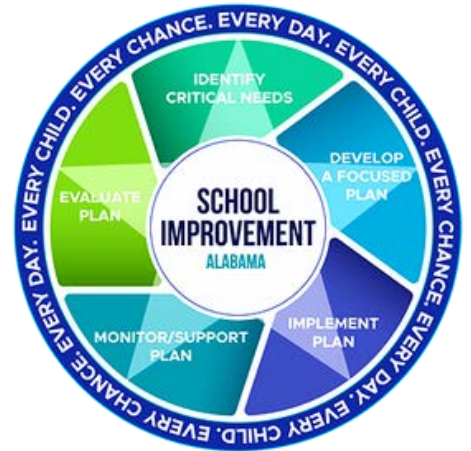 EVERY CHANCE. EVERY DAY. EVERY CHILD. EVERY CHANCE. EVERY DAY. EVERY CHILD. EVERY CHANCE. EVERY DAY. EVERY CHILD.
IDENTIFY
CRITICAL NEEDS
DEVELOP
A FOCUSED
PLAN
IMPLEMENT
PLAN
MONITOR/SUPPORT
PLAN
EVALUATE
PLAN
SCHOOL
IMPROVEMENT
ALABAMA